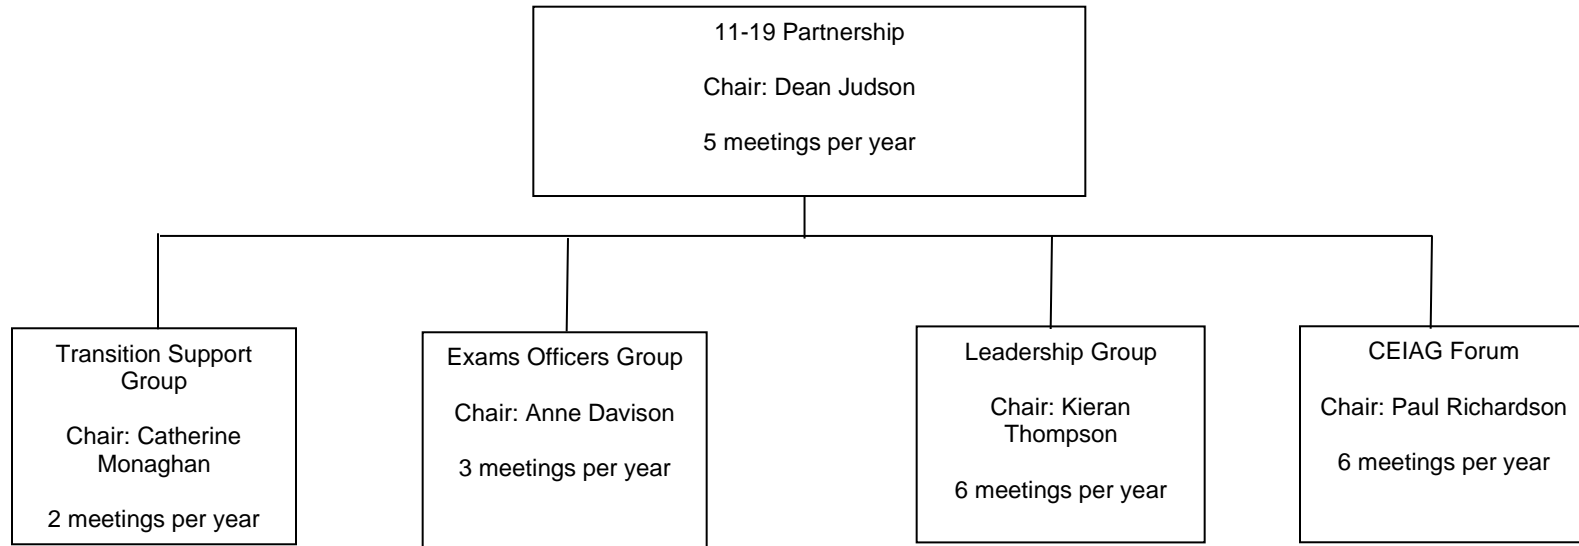 11-19 Partnership
Chair: Dean Judson
5 meetings per year
Transition Support
Group
Chair: Catherine
Monaghan
2 meetings per year
Exams Officers Group
Chair: Anne Davison
3 meetings per year
Leadership Group
Chair: Kieran
Thompson
6 meetings per year
CEIAG Forum
Chair: Paul Richardson
6 meetings per year